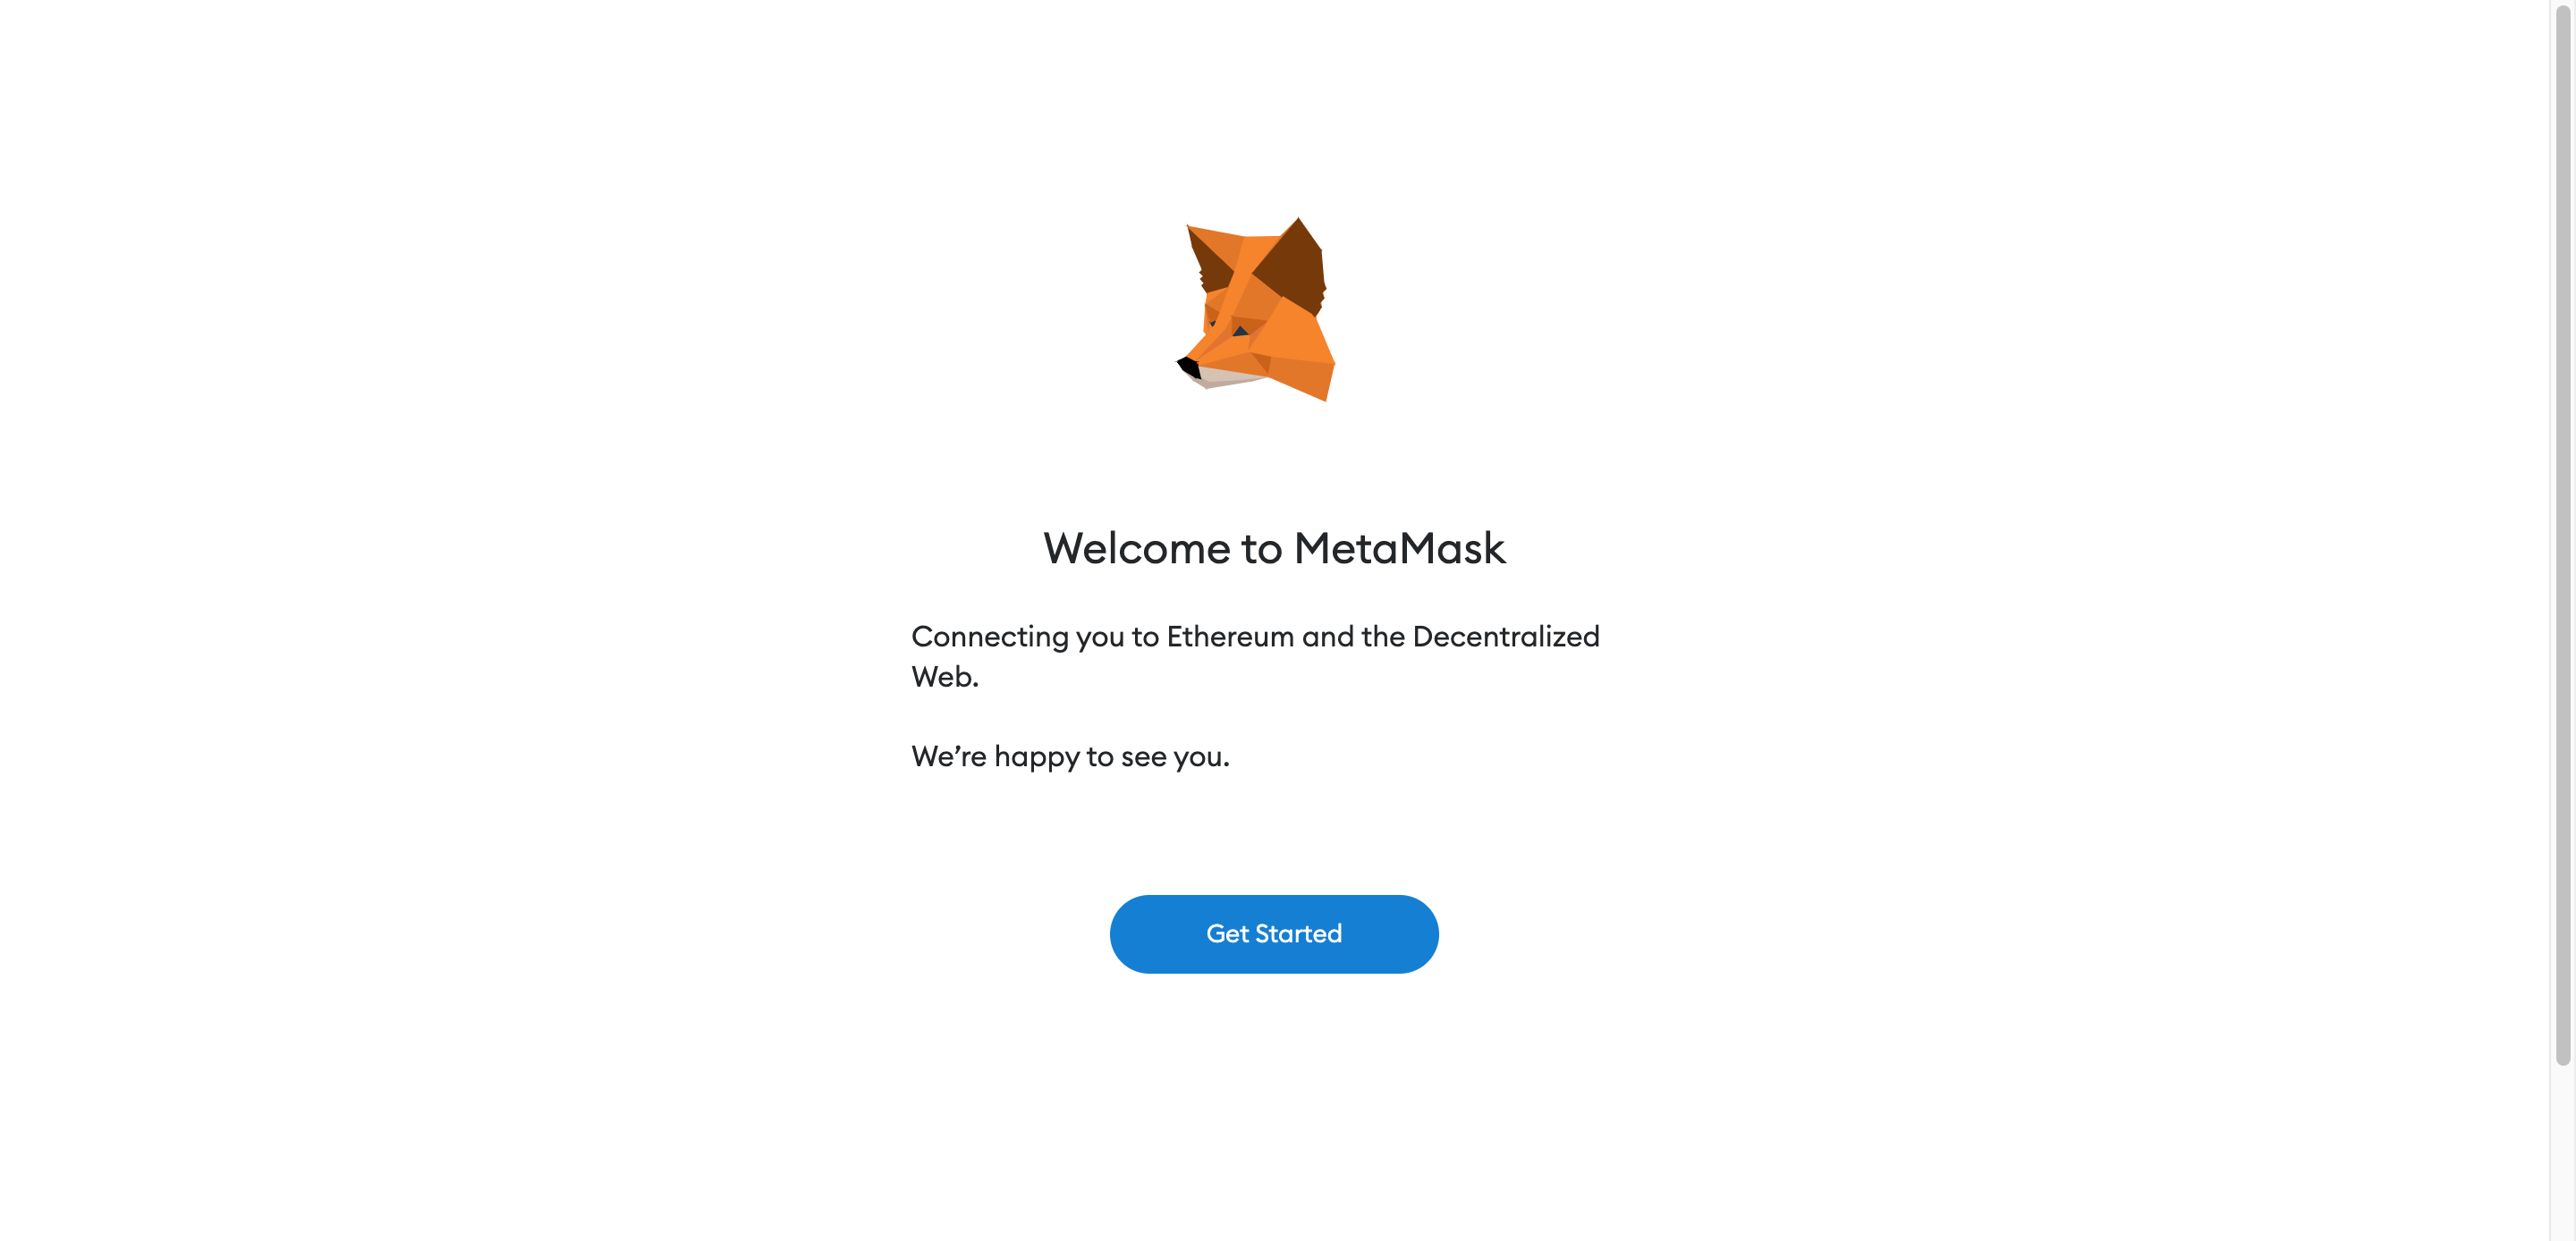 Welcome to MetaMask
Connecting you to Ethereum and the Decentralized
Web.
We’re happy to see you.
Get Started